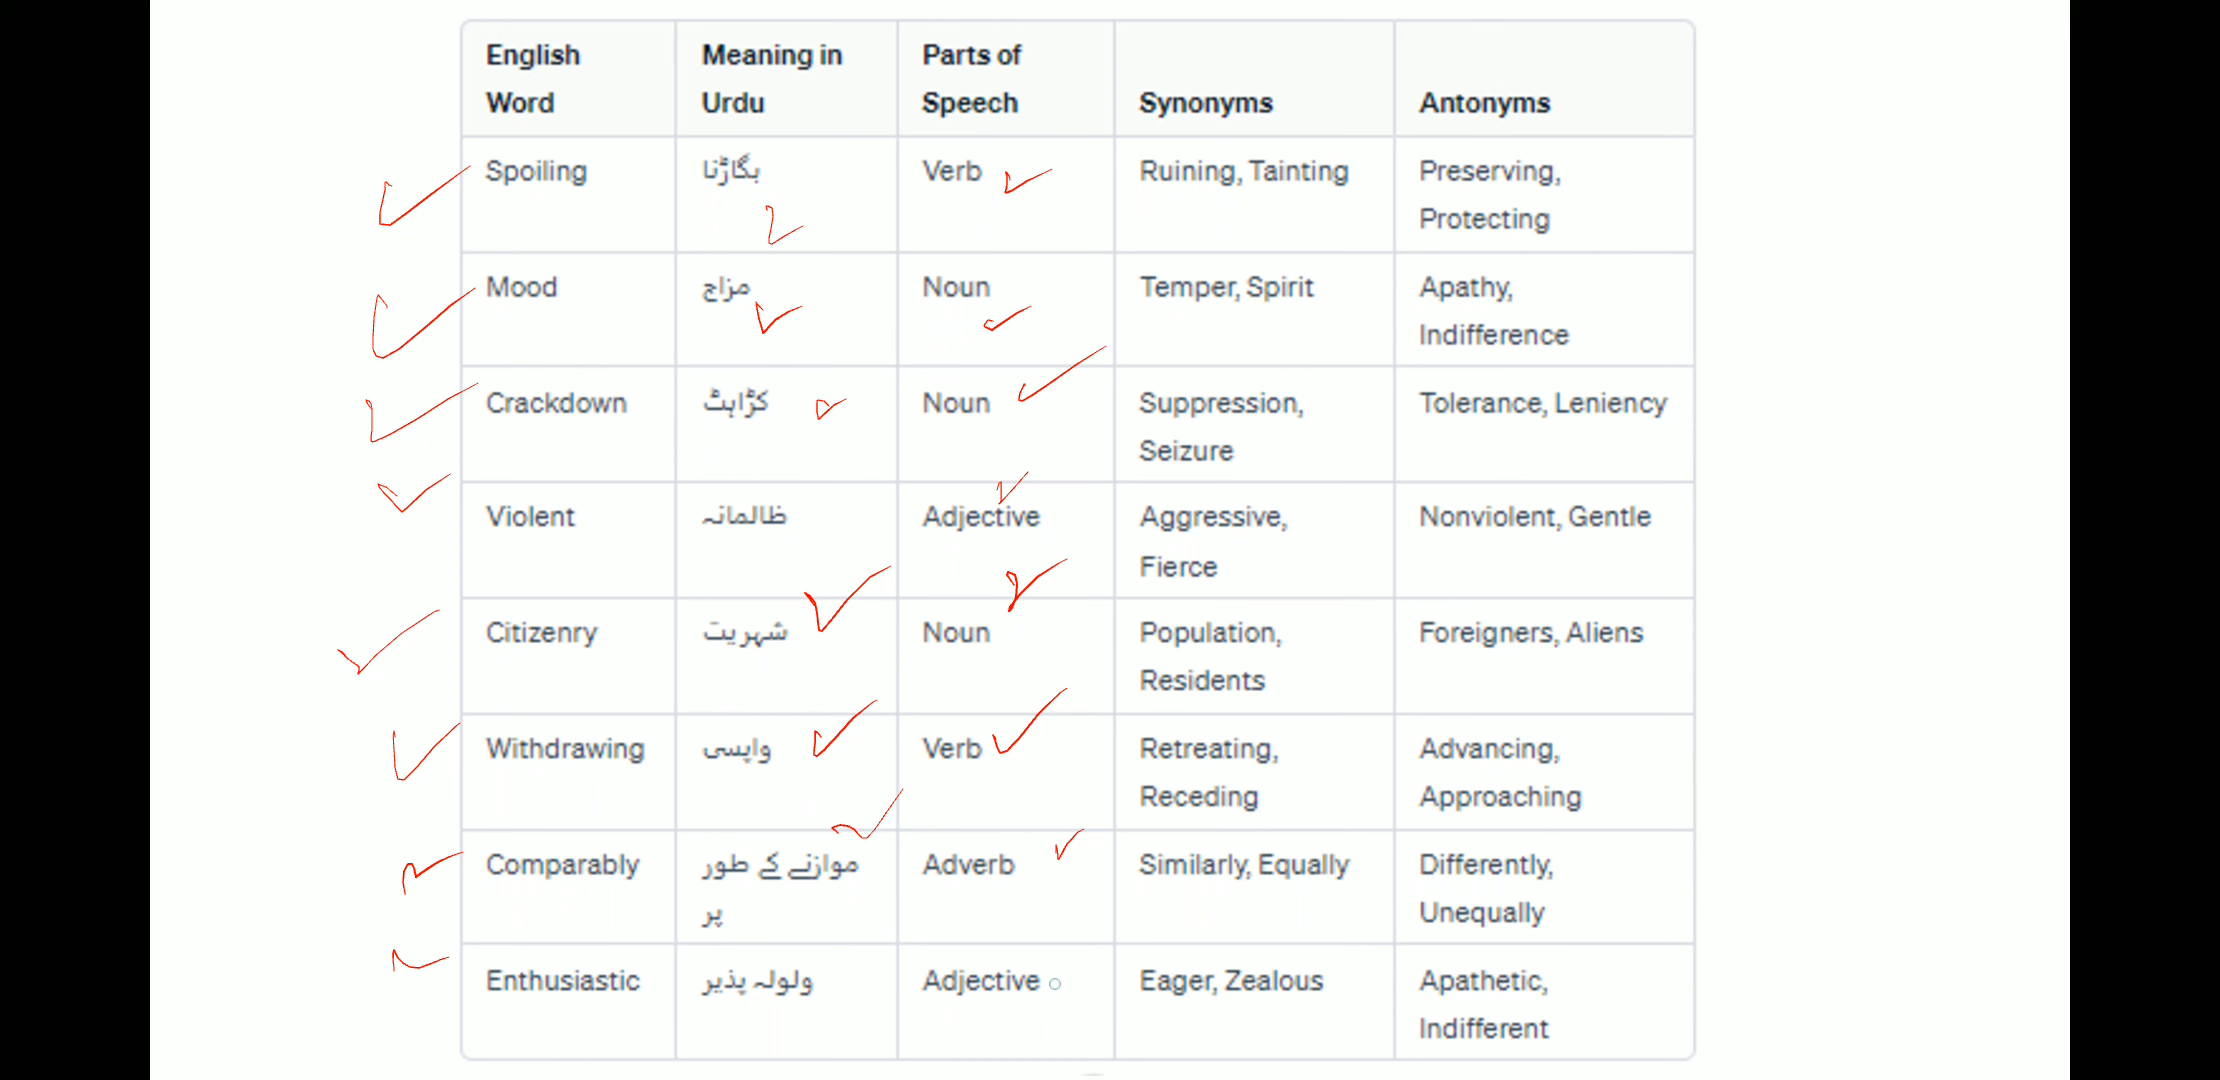 English Word
Meaning in Urdu
Parts of Speech
Synonyms
Antonyms
Spoiling
بگاڑنا
Verb
Ruining, Tainting
Preserving,
Protecting
Mood
مزاج
Noun
Temper, Spirit
Apathy,
Indifference
Crackdown
کڑاہٹ
Noun
Suppression,
Seizure
Tolerance, Leniency
Violent
ظالمانہ
Adjective
Aggressive,
Fierce
Nonviolent, Gentle
Citizenry
شہریت
Noun
Population,
Residents
Foreigners, Aliens
Withdrawing
واپسی
Verb
Retreating,
Receding
Advancing,
Approaching
Comparably
موازنے کے طور
پر
Adverb
Similarly, Equally
Differently,
Unequally
Enthusiastic
ولولہ پذیر
Adjective
Eager, Zealous
Apathetic,
Indifferent